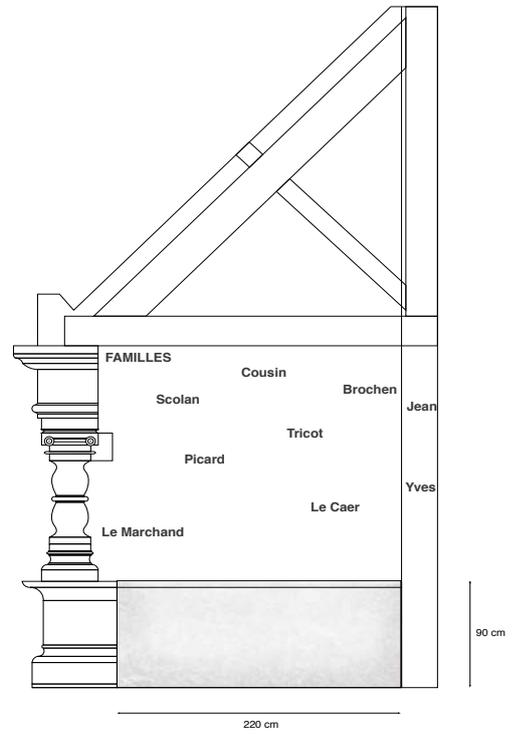 FAMILLES
Cousin
Brochen
Scolan
Jean
Tricot
Picard
Yves
Le Caer
Le Marchand
90 cm
220 cm